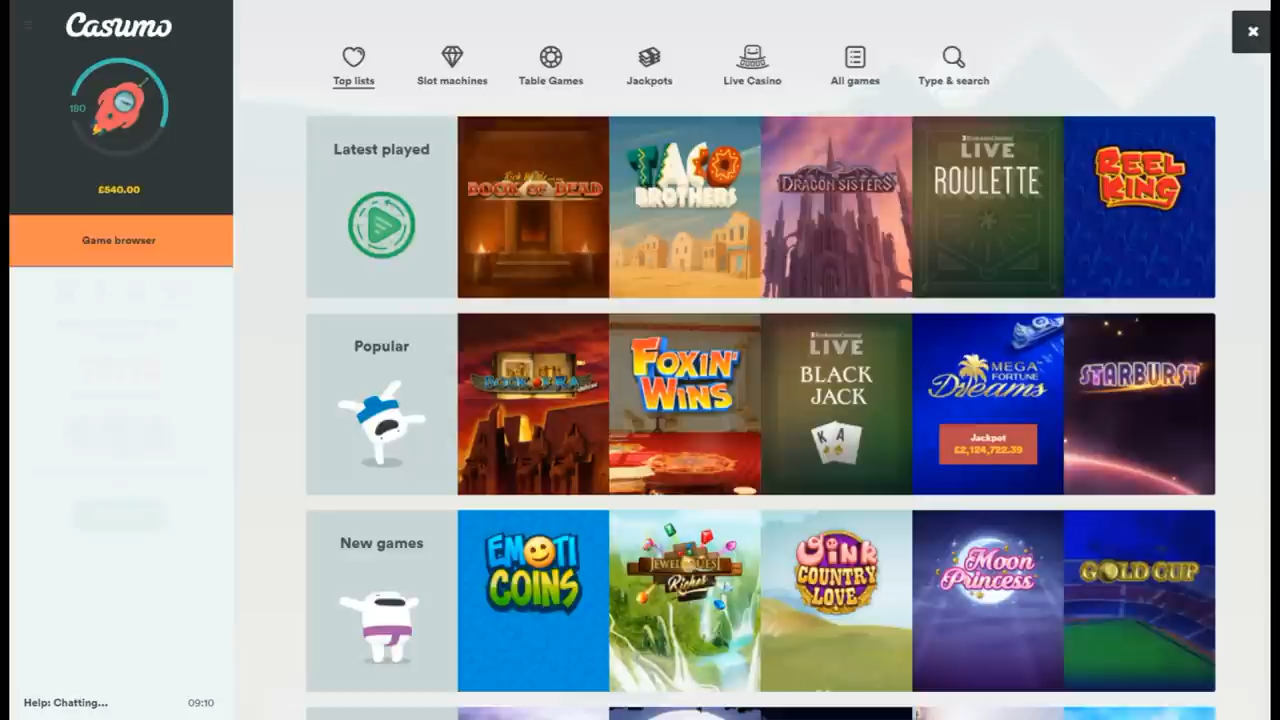 Casumo
180
£540.00
Game browser
Help: Chatting...
09:10
Top lists
Slot machines
Table Games
Jackpots
Live Casino
All games
Type & search
Latest played
BOOK OF DEAD
TACO
BROTHERS
DRAGON SISTERS
LIVE
ROULETTE
REEL
KING
Popular
BOOK OF RA
FOXIN'
WINS
LIVE
BLACK
JACK
K A
MEGA
FORTUNE
Dreams
Jackpot
£2,124,722.39
STARBURST
New games
EMOTI
COINS
Riches
OINK
COUNTRY
LOVE
Moon
Princess
GOLD CUP